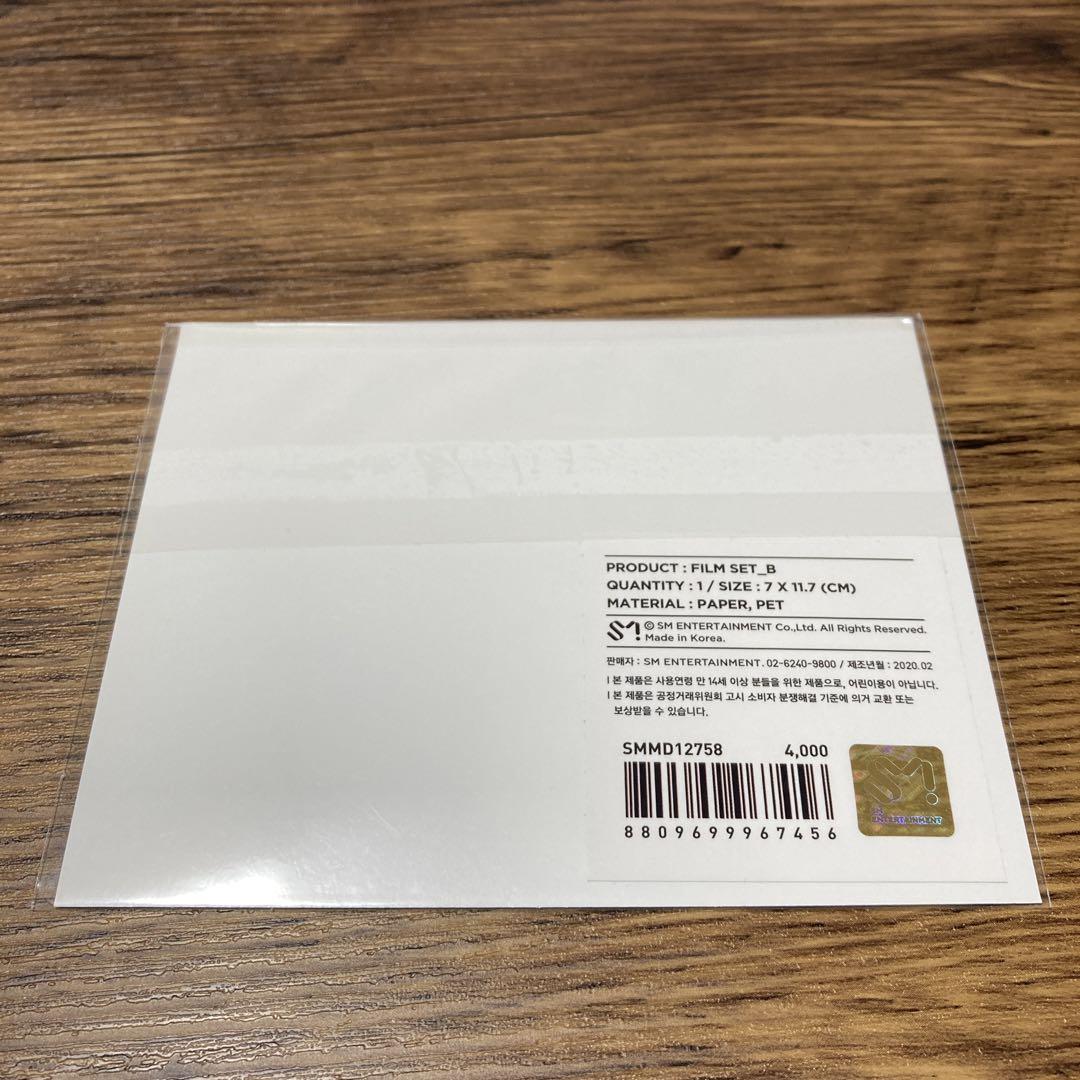 PRODUCT : FILM SET_B
QUANTITY : 1 / SIZE : 7 X 11.7 (CM)
MATERIAL : PAPER, PET
SM! © SM ENTERTAINMENT Co.,Ltd. All Rights Reserved.
Made in Korea.
판매자 : SM ENTERTAINMENT. 02-6240-9800 / 제조년월 : 2020.02
l 본 제품은 사용연령 만 14세 이상 분들을 위한 제품으로, 어린이용이 아닙니다.
l 본 제품은 공정거래위원회 고시 소비자 분쟁해결 기준에 의거 교환 또는
보상받을 수 있습니다.
SMMD12758 4,000
8809699967456
SM!
SM
ENTERTAINMENT